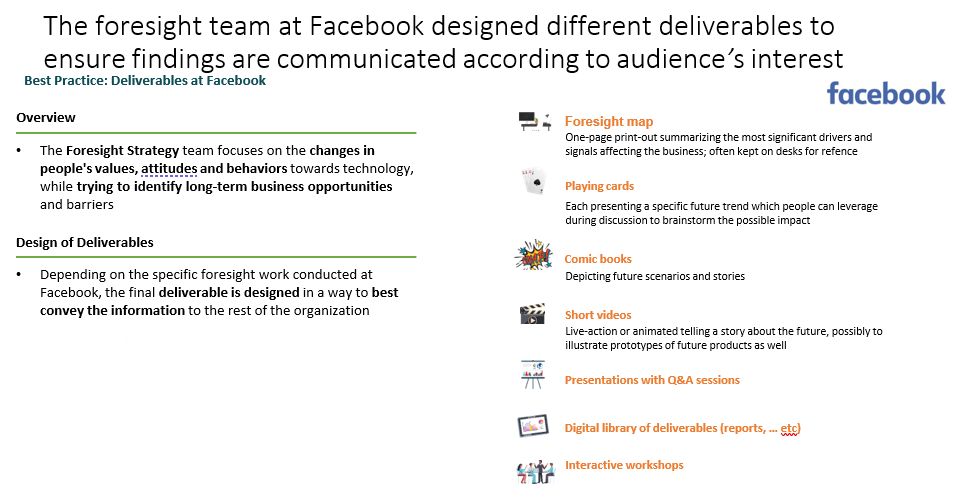 The foresight team at Facebook designed different deliverables to
ensure findings are communicated according to audience’s interest
Best Practice: Deliverables at Facebook
facebook
Overview
• The Foresight Strategy team focuses on the changes in
people's values, attitudes and behaviors towards technology,
while trying to identify long-term business opportunities
and barriers
Design of Deliverables
• Depending on the specific foresight work conducted at
Facebook, the final deliverable is designed in a way to best
convey the information to the rest of the organization
Foresight map
One-page print-out summarizing the most significant drivers and
signals affecting the business; often kept on desks for refence
Playing cards
Each presenting a specific future trend which people can leverage
during discussion to brainstorm the possible impact
Comic books
Depicting future scenarios and stories
Short videos
Live-action or animated telling a story about the future, possibly to
illustrate prototypes of future products as well
Presentations with Q&A sessions
Digital library of deliverables (reports, ... etc)
Interactive workshops